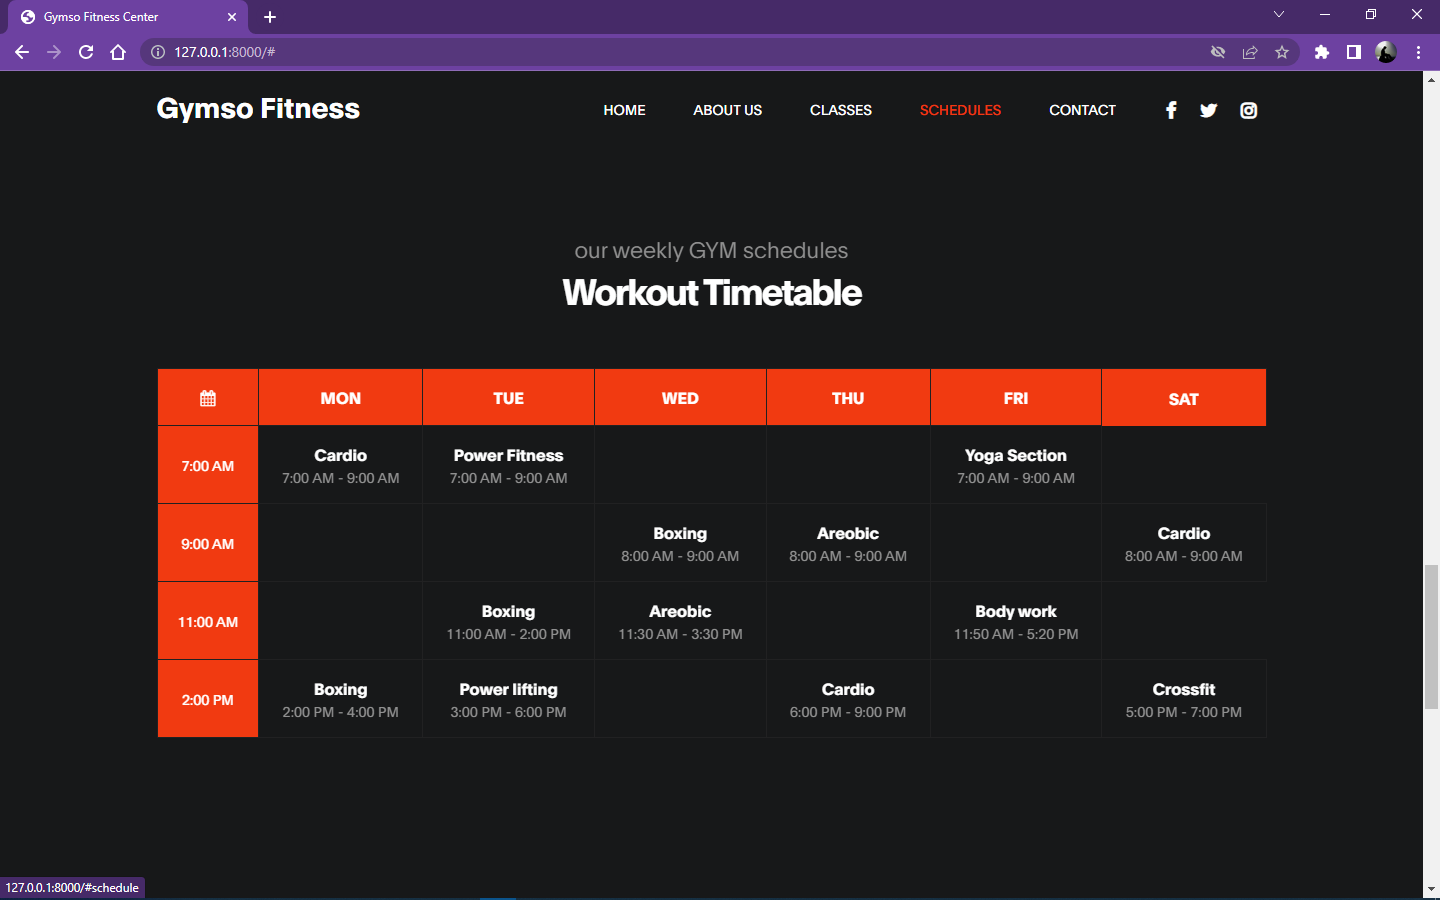 Gymso Fitness Center
127.0.0.1:8000/#
Gymso Fitness
HOME ABOUT US CLASSES SCHEDULES CONTACT
our weekly GYM schedules
Workout Timetable
MON TUE WED THU FRI SAT
7:00 AM
Cardio
7:00 AM - 9:00 AM
Power Fitness
7:00 AM - 9:00 AM
Yoga Section
7:00 AM - 9:00 AM
9:00 AM
Boxing
8:00 AM - 9:00 AM
Areobic
8:00 AM - 9:00 AM
Cardio
8:00 AM - 9:00 AM
11:00 AM
Boxing
11:00 AM - 2:00 PM
Areobic
11:30 AM - 3:30 PM
Body work
11:50 AM - 5:20 PM
2:00 PM
Boxing
2:00 PM - 4:00 PM
Power lifting
3:00 PM - 6:00 PM
Cardio
6:00 PM - 9:00 PM
Crossfit
5:00 PM - 7:00 PM
127.0.0.1:8000/#schedule